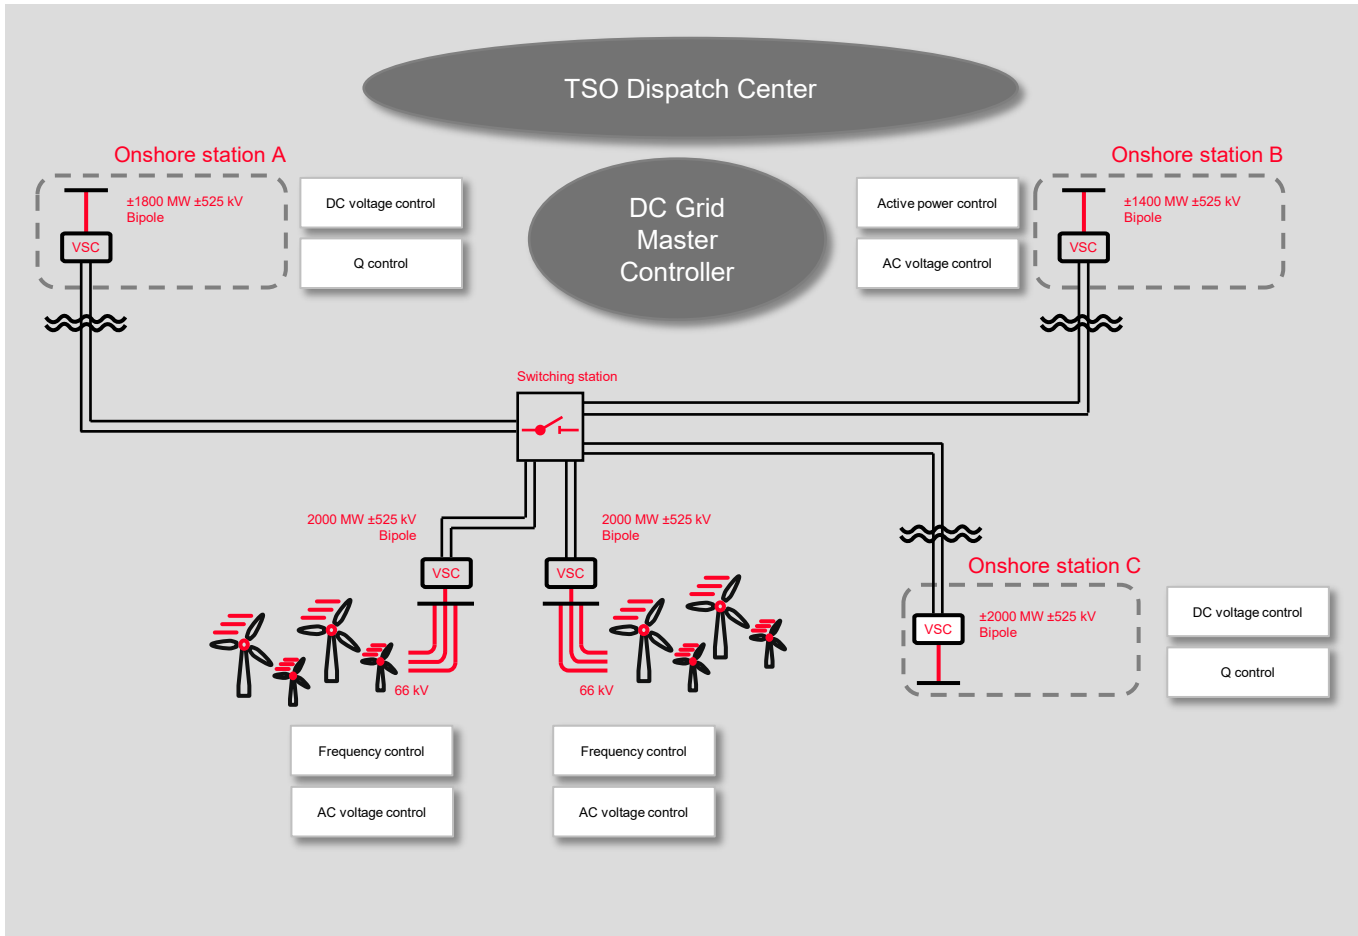 TSO Dispatch Center
Onshore station A
Onshore station B
±1800 MW ±525 kV
Bipole
VSC
DC voltage control
Q control
DC Grid
Master
Controller
Active power control
AC voltage control
±1400 MW ±525 kV
Bipole
VSC
Switching station
2000 MW ±525 kV
Bipole
VSC
2000 MW ±525 kV
Bipole
VSC
66 kV
66 kV
Onshore station C
±2000 MW ±525 kV
Bipole
VSC
DC voltage control
Q control
Frequency control
AC voltage control
Frequency control
AC voltage control